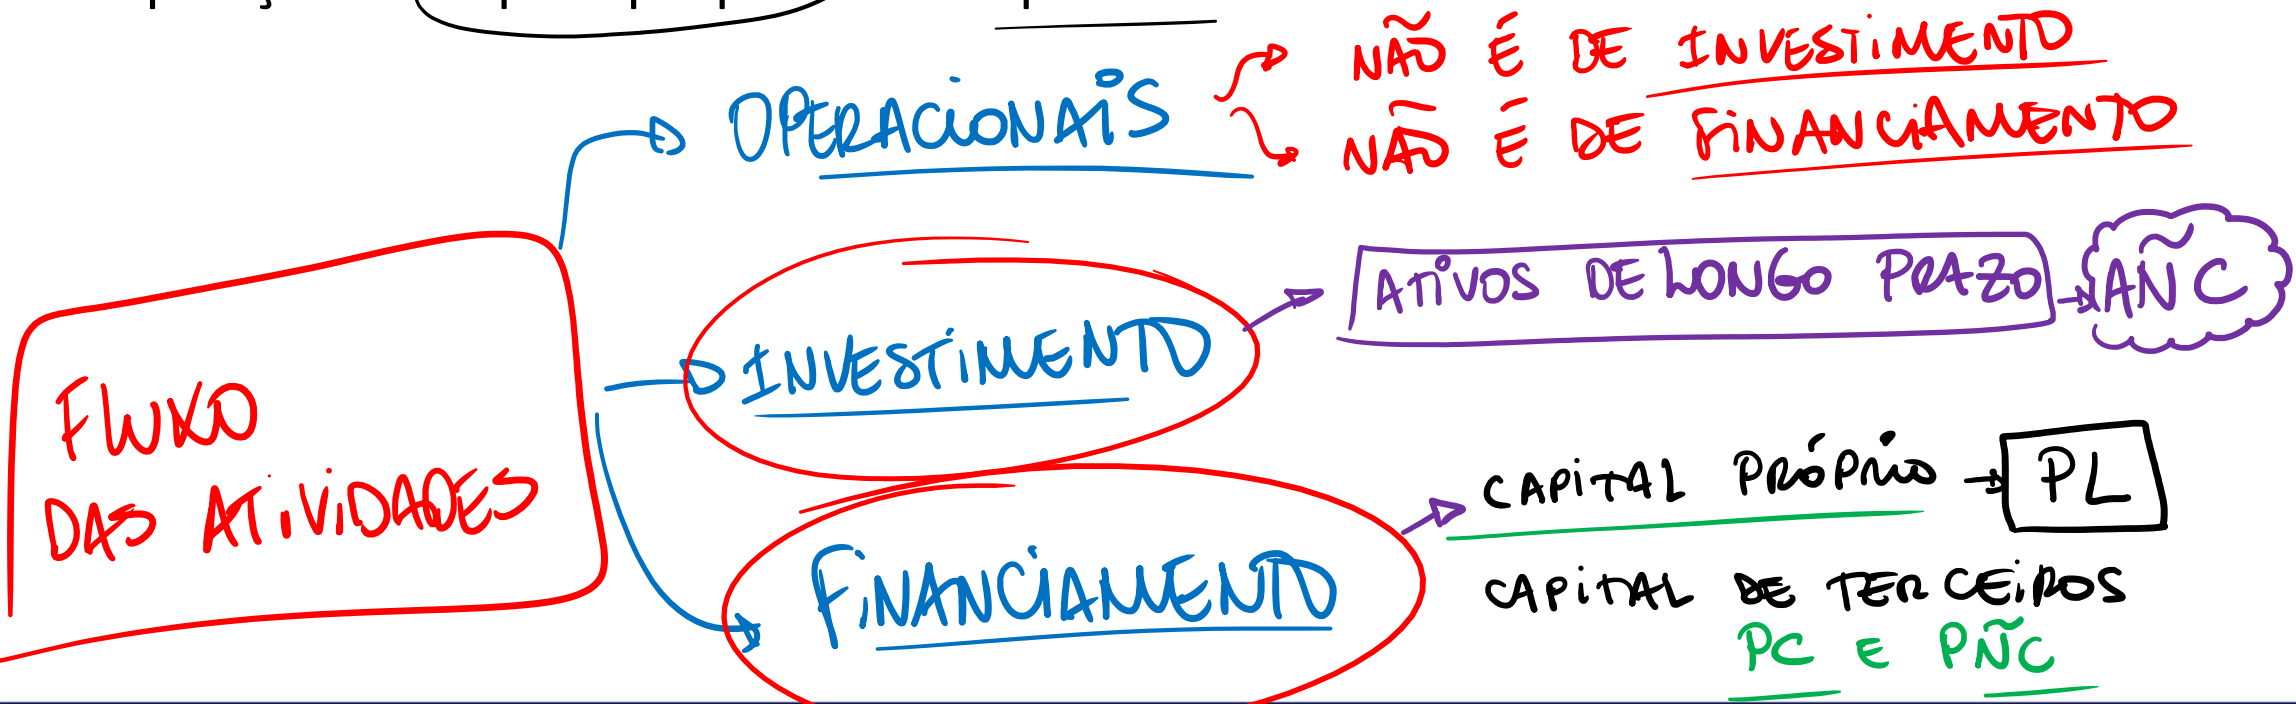 OPERACIONAIS
NÃO É DE INVESTIMENTO
NÃO É DE FINANCIAMENTO
FLUXO
DAS ATIVIDADES
INVESTIMENTO
ATIVOS DE LONGO PRAZO
AÑC
FINANCIAMENTO
CAPITAL PRÓPRIO
PL
CAPITAL DE TERCEIROS
PC E PÑC